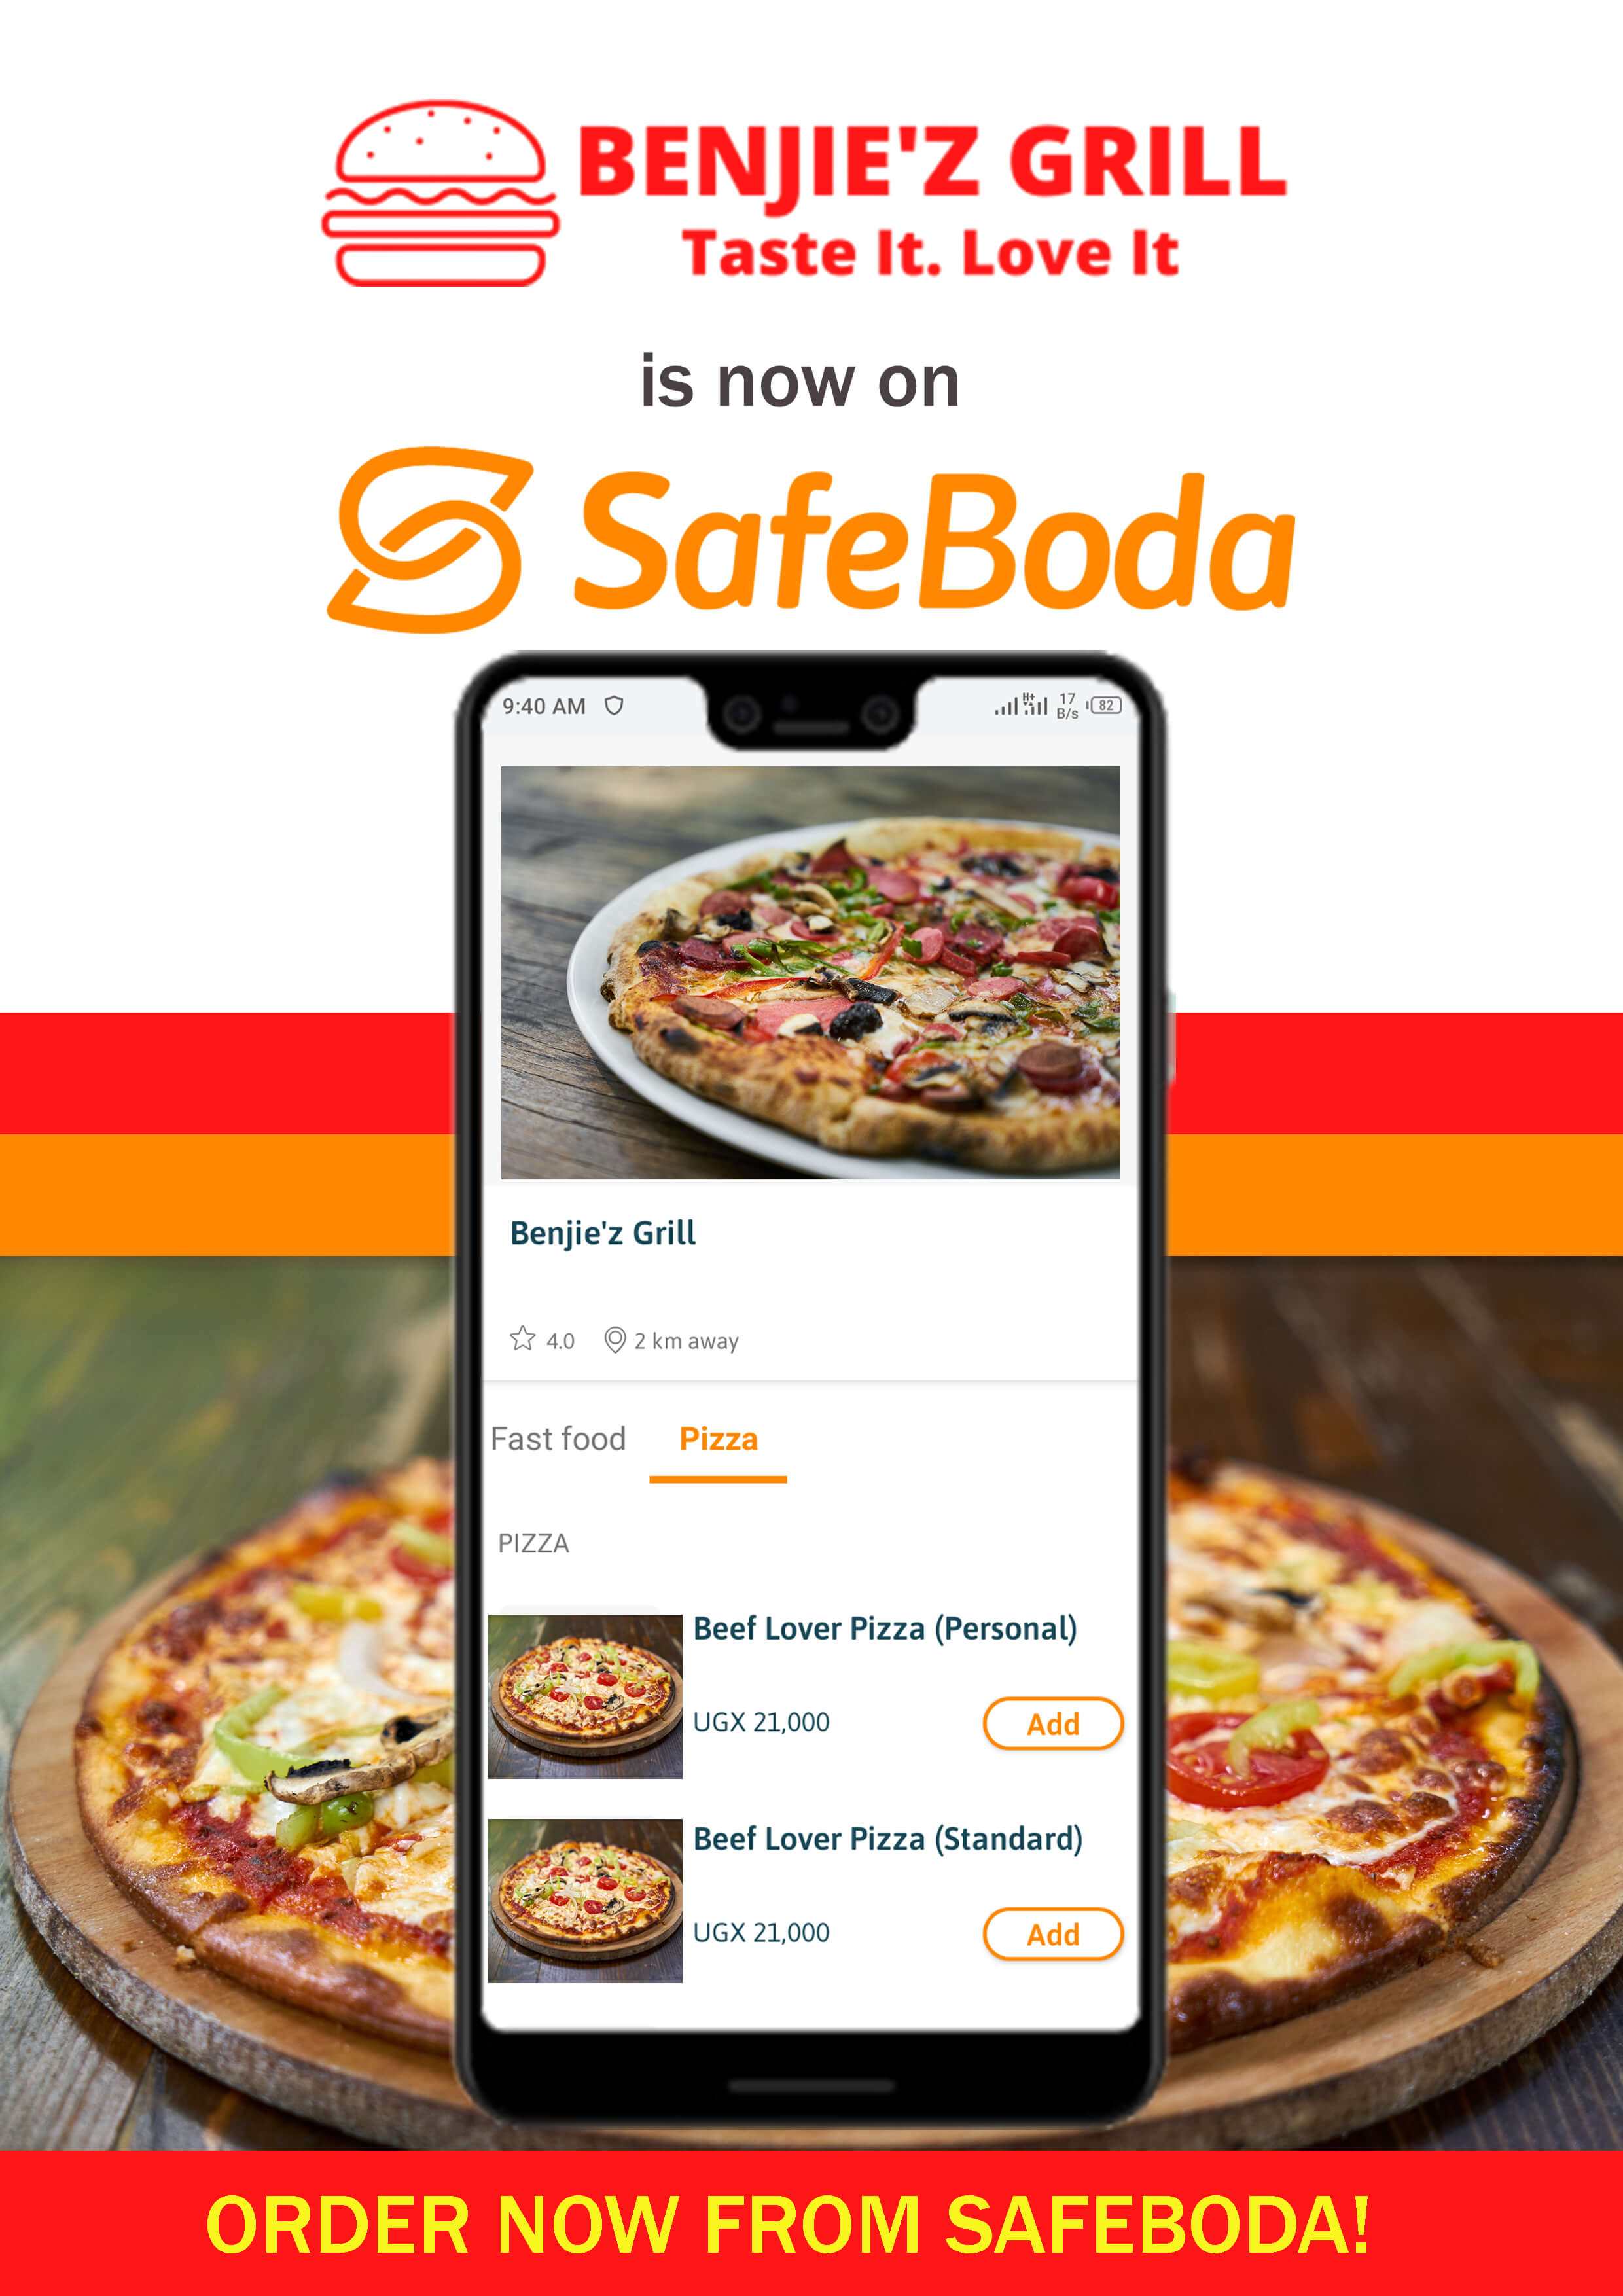 BENJIE'Z GRILL
Taste It. Love It
is now on
SafeBoda
9:40 AM H+ 17 B/s 82
Benjie'z Grill
4.0 2 km away
Fast food Pizza
PIZZA
Beef Lover Pizza (Personal)
UGX 21,000 Add
Beef Lover Pizza (Standard)
UGX 21,000 Add
ORDER NOW FROM SAFEBODA!